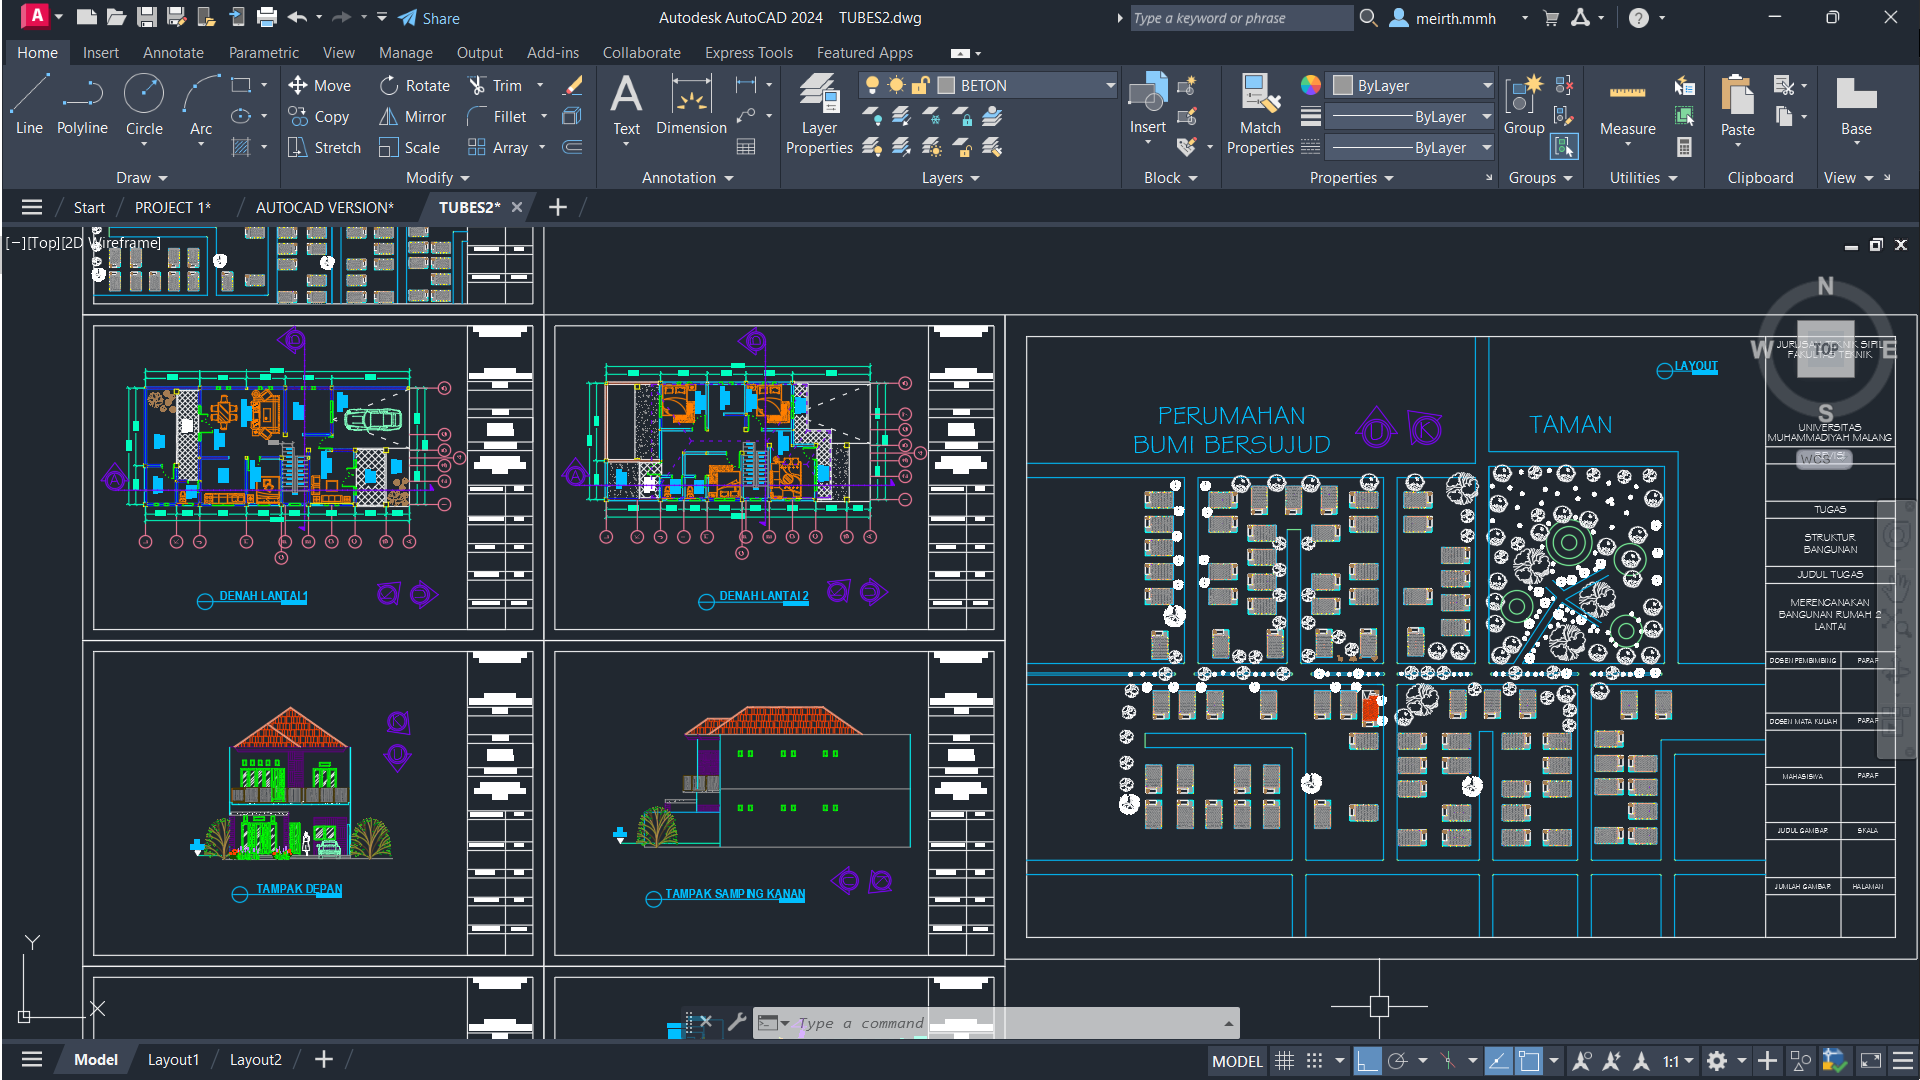 A
Share
Autodesk AutoCAD 2024 TUBES2.dwg
Type a keyword or phrase
meirth.mmh
Home
Insert
Annotate
Parametric
View
Manage
Output
Add-ins
Collaborate
Express Tools
Featured Apps
Line
Polyline
Circle
Arc
Move
Rotate
Trim
Copy
Mirror
Fillet
Stretch
Scale
Array
Text
Dimension
Layer
Properties
BETON
Insert
Match
Properties
ByLayer
ByLayer
ByLayer
Group
Measure
Paste
Base
Draw
Modify
Annotation
Layers
Block
Properties
Groups
Utilities
Clipboard
View
Start
PROJECT 1*
AUTOCAD VERSION*
TUBES2*
[−][Top][2D Wireframe]
N
W
TOP
E
S
WCS
DENAH LANTAI 1
DENAH LANTAI 2
TAMPAK DEPAN
TAMPAK SAMPING KANAN
PERUMAHAN
BUMI BERSUJUD
U
K
TAMAN
LAYOUT
JURUSAN TEKNIK SIPIL
FAKULTAS TEKNIK
UNIVERSITAS
MUHAMMADIYAH MALANG
REVISI
TUGAS
STRUKTUR
BANGUNAN
JUDUL TUGAS
MERENCANAKAN
BANGUNAN RUMAH 2
LANTAI
DOSEN PEMBIMBING PARAF
DOSEN MATA KULIAH PARAF
MAHASISWA PARAF
JUDUL GAMBAR SKALA
JUMLAH GAMBAR HALAMAN
Y
X
Type a command
Model
Layout1
Layout2
MODEL
1:1